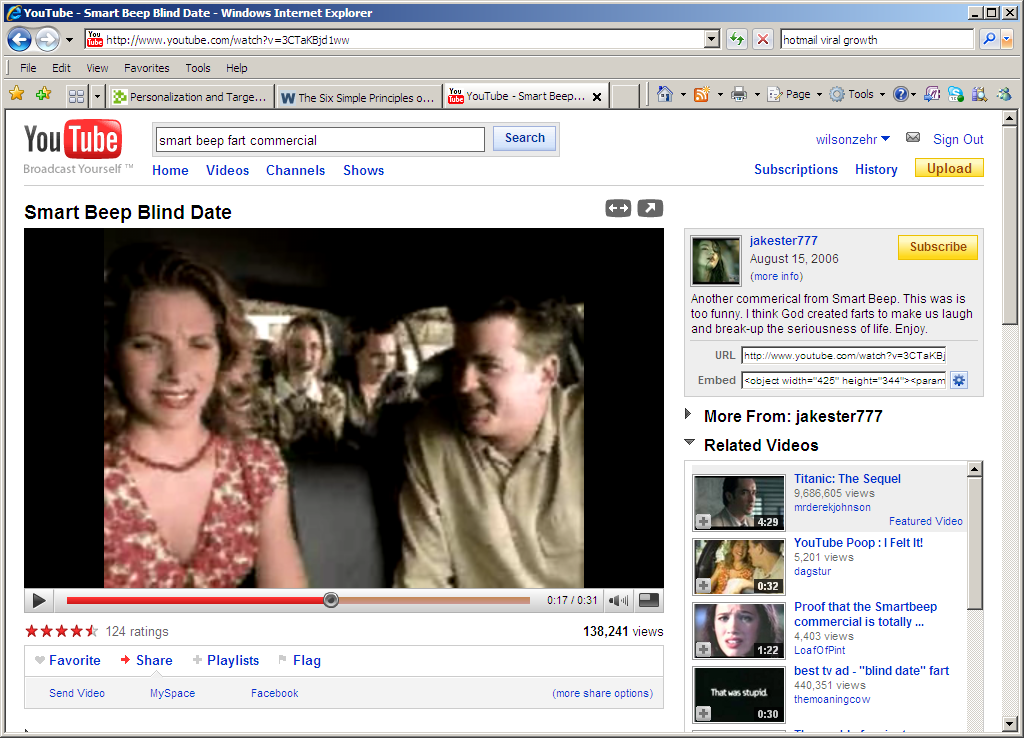 YouTube - Smart Beep Blind Date - Windows Internet Explorer
http://www.youtube.com/watch?v=3CTaKBjd1ww
hotmail viral growth
File Edit View Favorites Tools Help
Personalization and Targe...
The Six Simple Principles o...
YouTube - Smart Beep...
Page
Tools
YouTube
Broadcast Yourself™
smart beep fart commercial
Search
wilsonzehr
Sign Out
Home Videos Channels Shows
Subscriptions History Upload
Smart Beep Blind Date
0:17 / 0:31
124 ratings
138,241 views
Favorite Share Playlists Flag
Send Video MySpace Facebook (more share options)
jakester777
August 15, 2006
(more info)
Subscribe
Another commerical from Smart Beep. This was is
too funny. I think God created farts to make us laugh
and break-up the seriousness of life. Enjoy.
URL http://www.youtube.com/watch?v=3CTaKBj
Embed <object width="425" height="344"><param
More From: jakester777
Related Videos
4:29
Titanic: The Sequel
9,686,605 views
mrderekjohnson
Featured Video
0:32
YouTube Poop : I Felt It!
5,201 views
dagstur
1:22
Proof that the Smartbeep
commercial is totally ...
4,403 views
LoafOfPint
That was stupid.
0:30
best tv ad - "blind date" fart
440,351 views
themoaningcow